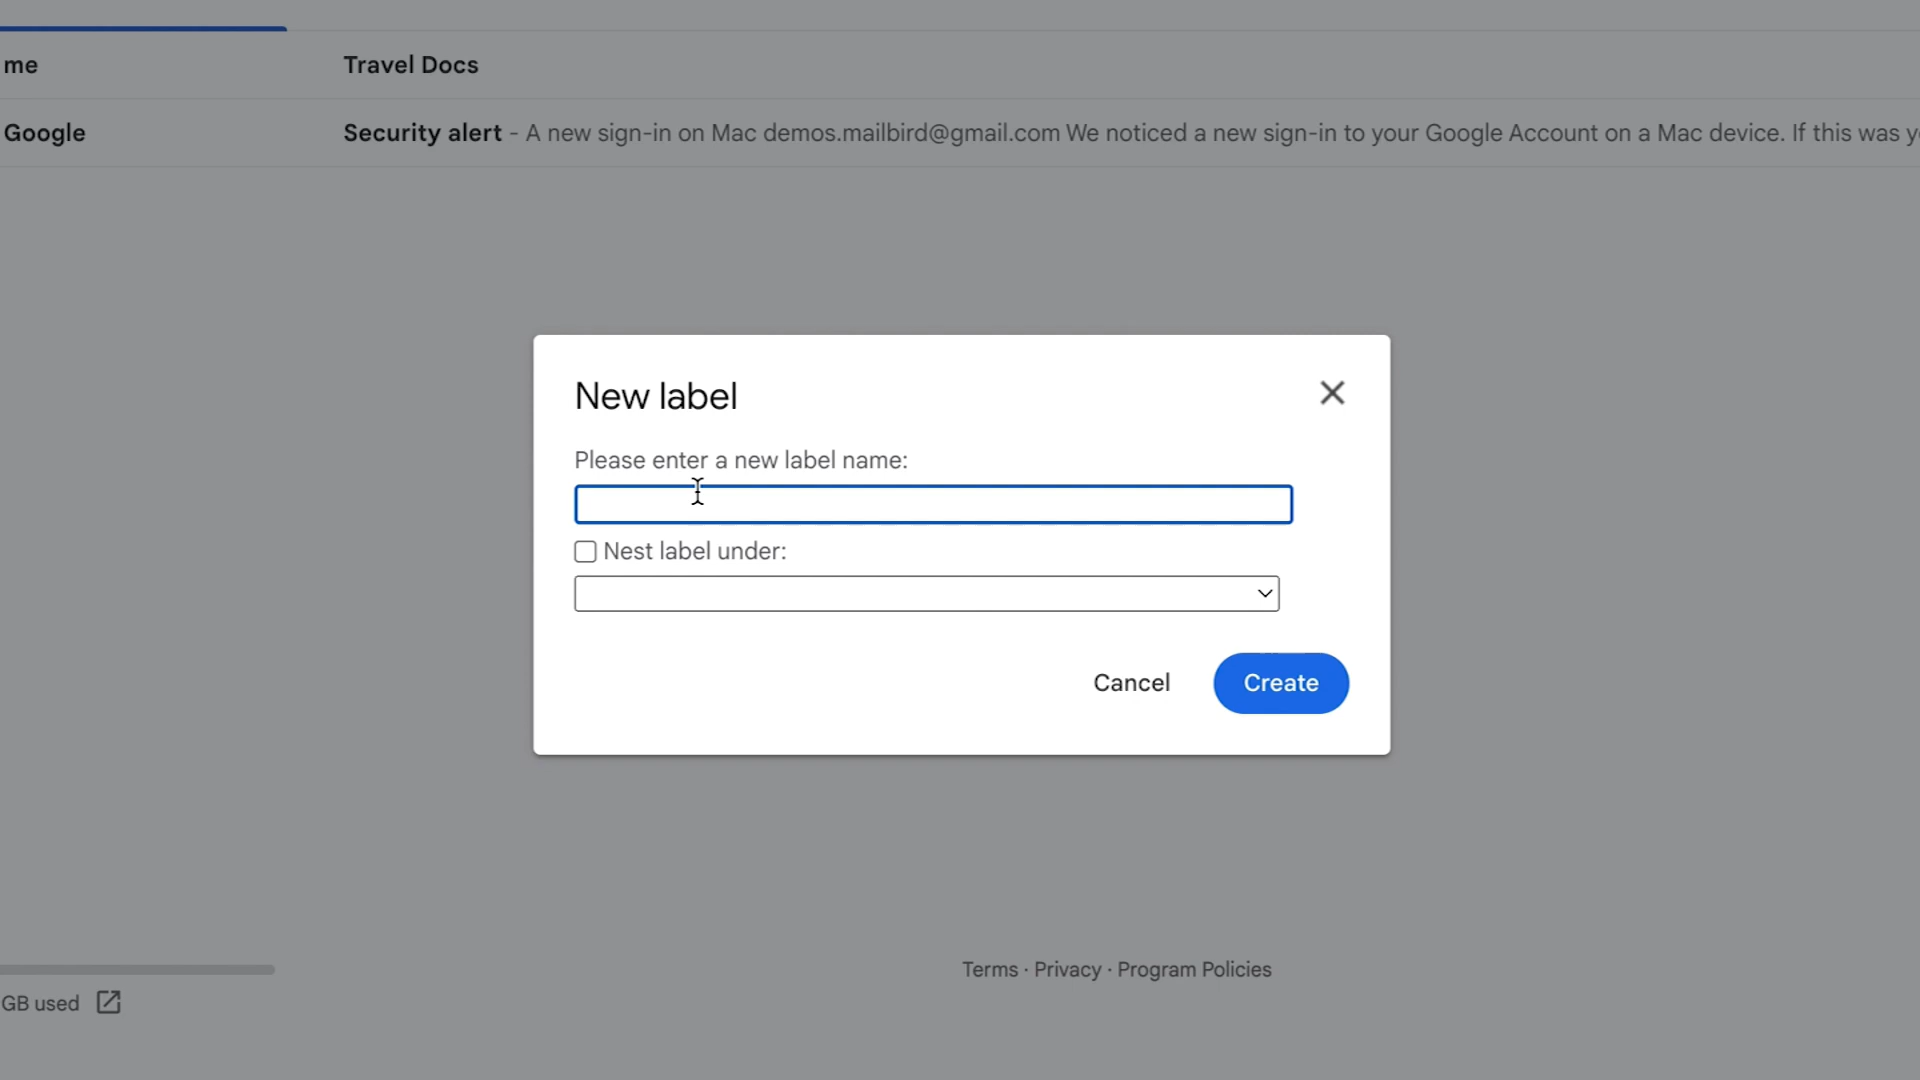 me Travel Docs
Google Security alert - A new sign-in on Mac demos.mailbird@gmail.com We noticed a new sign-in to your Google Account on a Mac device. If this was
New label
Please enter a new label name:
Nest label under:
Cancel Create
Terms · Privacy · Program Policies
GB used